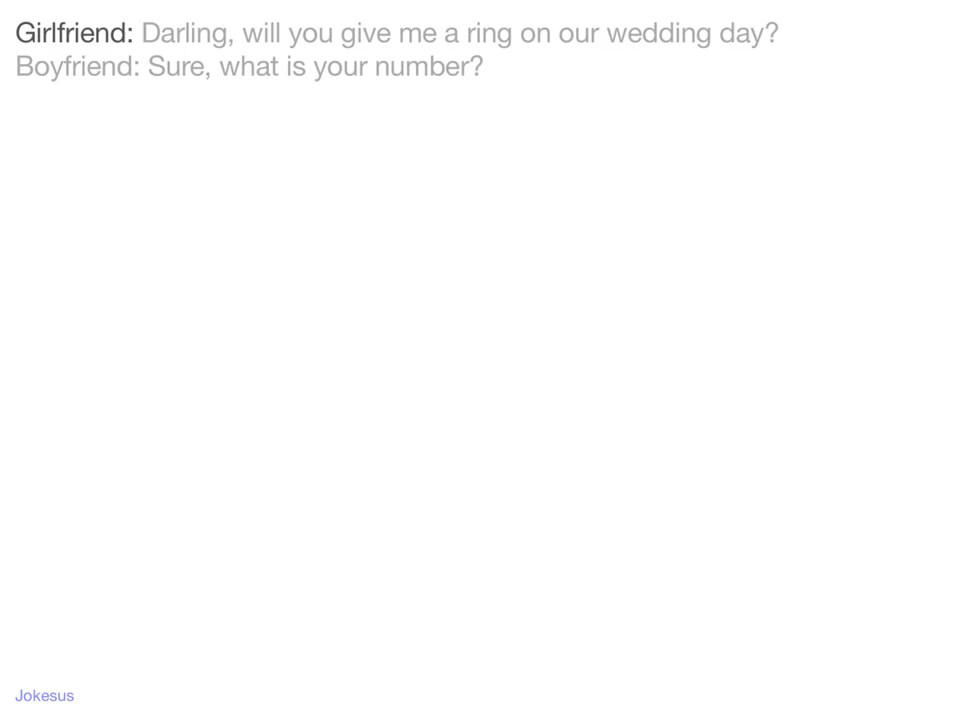 Girlfriend: Darling, will you give me a ring on our wedding day?
Boyfriend: Sure, what is your number?
Jokesus